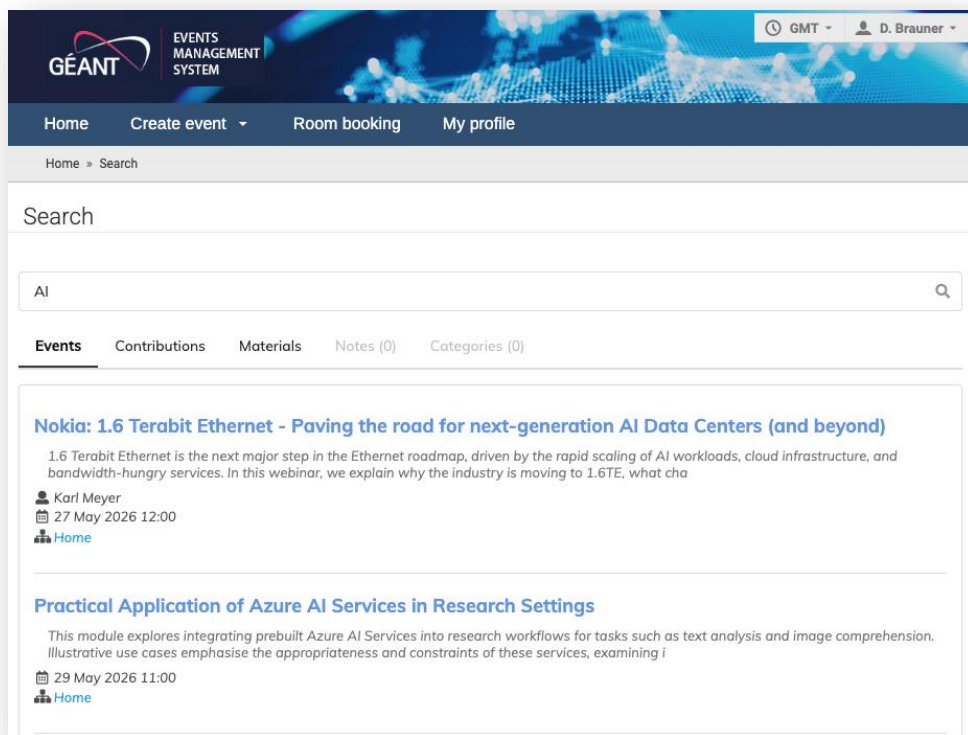 GÉANT
EVENTS
MANAGEMENT
SYSTEM
GMT
D. Brauner
Home
Create event
Room booking
My profile
Home » Search
Search
AI
Events
Contributions
Materials
Notes (0)
Categories (0)
Nokia: 1.6 Terabit Ethernet - Paving the road for next-generation AI Data Centers (and beyond)
1.6 Terabit Ethernet is the next major step in the Ethernet roadmap, driven by the rapid scaling of AI workloads, cloud infrastructure, and
bandwidth-hungry services. In this webinar, we explain why the industry is moving to 1.6TE, what cha
Karl Meyer
27 May 2026 12:00
Home
Practical Application of Azure AI Services in Research Settings
This module explores integrating prebuilt Azure AI Services into research workflows for tasks such as text analysis and image comprehension.
Illustrative use cases emphasise the appropriateness and constraints of these services, examining i
29 May 2026 11:00
Home